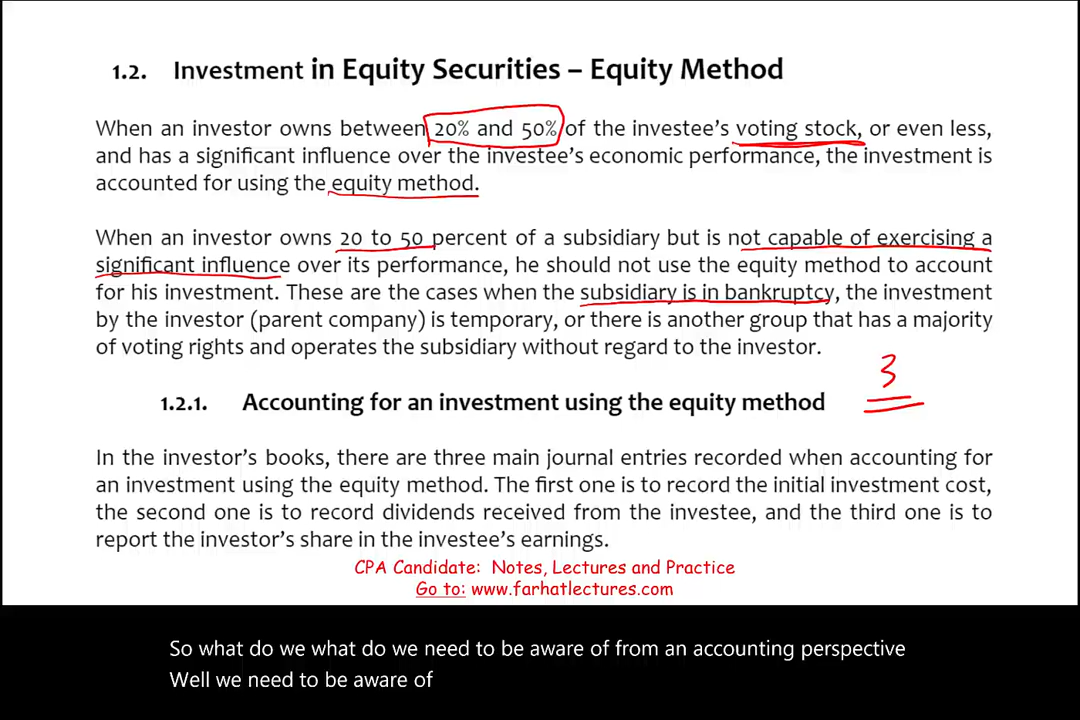 1.2. Investment in Equity Securities – Equity Method
When an investor owns between 20% and 50% of the investee's voting stock, or even less,
and has a significant influence over the investee's economic performance, the investment is
accounted for using the equity method.
When an investor owns 20 to 50 percent of a subsidiary but is not capable of exercising a
significant influence over its performance, he should not use the equity method to account
for his investment. These are the cases when the subsidiary is in bankruptcy, the investment
by the investor (parent company) is temporary, or there is another group that has a majority
of voting rights and operates the subsidiary without regard to the investor.
3
1.2.1. Accounting for an investment using the equity method
In the investor's books, there are three main journal entries recorded when accounting for
an investment using the equity method. The first one is to record the initial investment cost,
the second one is to record dividends received from the investee, and the third one is to
report the investor's share in the investee's earnings.
CPA Candidate: Notes, Lectures and Practice
Go to: www.farhatlectures.com
So what do we what do we need to be aware of from an accounting perspective
Well we need to be aware of